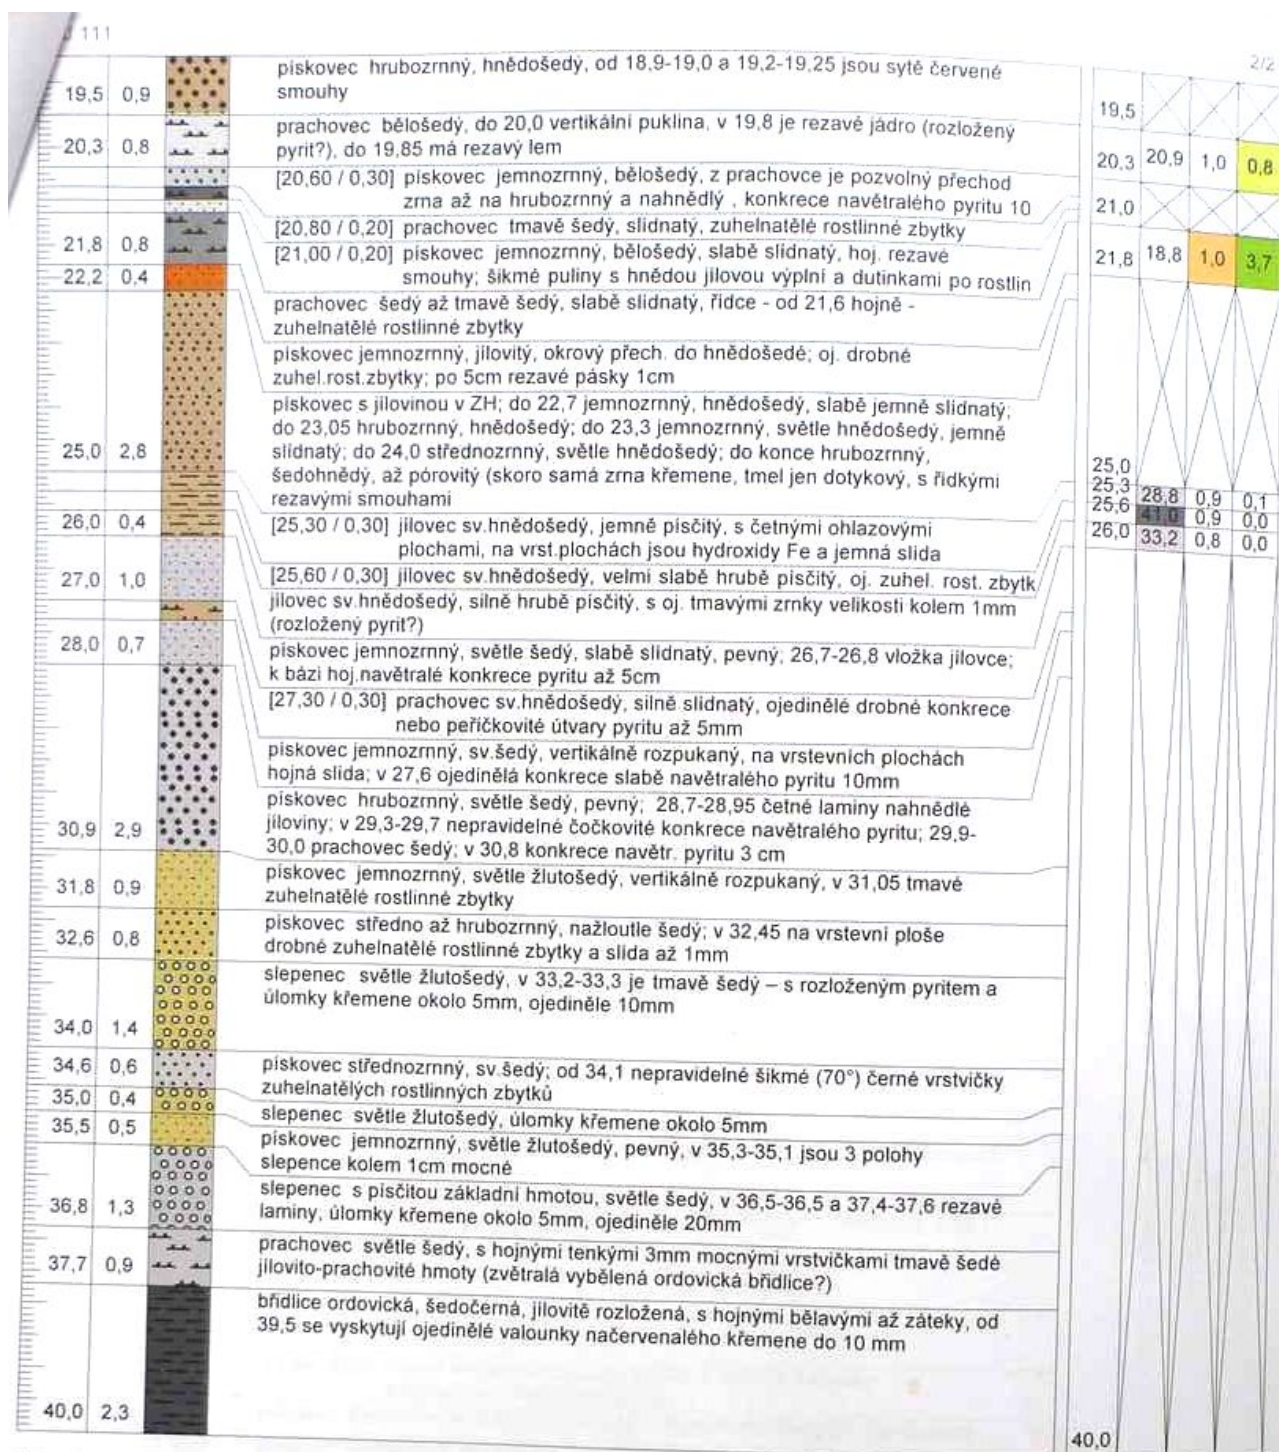 111
2/2
19,5 0,9 pískovec hrubozrnný, hnědošedý, od 18,9-19,0 a 19,2-19,25 jsou sytě červené
smouhy
19,5
20,3 0,8 prachovec bělošedý, do 20,0 vertikální puklina, v 19,8 je rezavé jádro (rozložený
pyrit?), do 19,85 má rezavý lem
20,3 20,9 1,0 0,8
[20,60 / 0,30] pískovec jemnozrnný, bělošedý, z prachovce je pozvolný přechod
zrna až na hrubozrnný a nahnědlý , konkrece navětralého pyritu 10
21,0
[20,80 / 0,20] prachovec tmavě šedý, slídnatý, zuhelnatělé rostlinné zbytky
21,8 0,8 [21,00 / 0,20] pískovec jemnozrnný, bělošedý, slabě slídnatý, hoj. rezavé
smouhy; šikmé puliny s hnědou jílovou výplní a dutinkami po rostlin
21,8 18,8 1,0 3,7
22,2 0,4 prachovec šedý až tmavě šedý, slabě slídnatý, řídce - od 21,6 hojně -
zuhelnatělé rostlinné zbytky
pískovec jemnozrnný, jílovitý, okrový přech. do hnědošedé; oj. drobné
zuhel.rost.zbytky; po 5cm rezavé pásky 1cm
pískovec s jílovinou v ZH; do 22,7 jemnozrnný, hnědošedý, slabě jemně slídnatý;
do 23,05 hrubozrnný, hnědošedý; do 23,3 jemnozrnný, světle hnědošedý, jemně
25,0 2,8 slídnatý; do 24,0 střednozrnný, světle hnědošedý; do konce hrubozrnný,
šedohnědý, až pórovitý (skoro samá zrna křemene, tmel jen dotykový, s řídkými
rezavými smouhami
25,0
25,3 28,8 0,9 0,1
25,6 41,0 0,9 0,0
26,0 33,2 0,8 0,0
26,0 0,4 [25,30 / 0,30] jílovec sv.hnědošedý, jemně písčitý, s četnými ohlazovými
plochami, na vrst.plochách jsou hydroxidy Fe a jemná slída
27,0 1,0 [25,60 / 0,30] jílovec sv.hnědošedý, velmi slabě hrubě písčitý, oj. zuhel. rost. zbytk
jílovec sv.hnědošedý, silně hrubě písčitý, s oj. tmavými zrnky velikosti kolem 1mm
(rozložený pyrit?)
28,0 0,7 pískovec jemnozrnný, světle šedý, slabě slídnatý, pevný; 26,7-26,8 vložka jílovce;
k bázi hoj.navětralé konkrece pyritu až 5cm
[27,30 / 0,30] prachovec sv.hnědošedý, silně slídnatý, ojedinělé drobné konkrece
nebo peříčkovité útvary pyritu až 5mm
pískovec jemnozrnný, sv.šedý, vertikálně rozpukaný, na vrstevních plochách
hojná slída; v 27,6 ojedinělá konkrece slabě navětralého pyritu 10mm
pískovec hrubozrnný, světle šedý, pevný; 28,7-28,95 četné laminy nahnědlé
30,9 2,9 jíloviny; v 29,3-29,7 nepravidelné čočkovité konkrece navětralého pyritu; 29,9-
30,0 prachovec šedý; v 30,8 konkrece navětr. pyritu 3 cm
31,8 0,9 pískovec jemnozrnný, světle žlutošedý, vertikálně rozpukaný, v 31,05 tmavé
zuhelnatělé rostlinné zbytky
32,6 0,8 pískovec středno až hrubozrnný, nažloutle šedý; v 32,45 na vrstevní ploše
drobné zuhelnatělé rostlinné zbytky a slída až 1mm
slepenec světle žlutošedý, v 33,2-33,3 je tmavě šedý – s rozloženým pyritem a
úlomky křemene okolo 5mm, ojediněle 10mm
34,0 1,4
34,6 0,6 pískovec střednozrnný, sv.šedý; od 34,1 nepravidelné šikmé (70°) černé vrstvičky
zuhelnatělých rostlinných zbytků
35,0 0,4 slepenec světle žlutošedý, úlomky křemene okolo 5mm
35,5 0,5 pískovec jemnozrnný, světle žlutošedý, pevný, v 35,3-35,1 jsou 3 polohy
slepence kolem 1cm mocné
36,8 1,3 slepenec s písčitou základní hmotou, světle šedý, v 36,5-36,5 a 37,4-37,6 rezavé
laminy, úlomky křemene okolo 5mm, ojediněle 20mm
37,7 0,9 prachovec světle šedý, s hojnými tenkými 3mm mocnými vrstvičkami tmavě šedé
jílovito-prachovité hmoty (zvětralá vybělená ordovická břidlice?)
břidlice ordovická, šedočerná, jílovitě rozložená, s hojnými bělavými až záteky, od
39,5 se vyskytují ojedinělé valounky načervenalého křemene do 10 mm
40,0 2,3
40,0